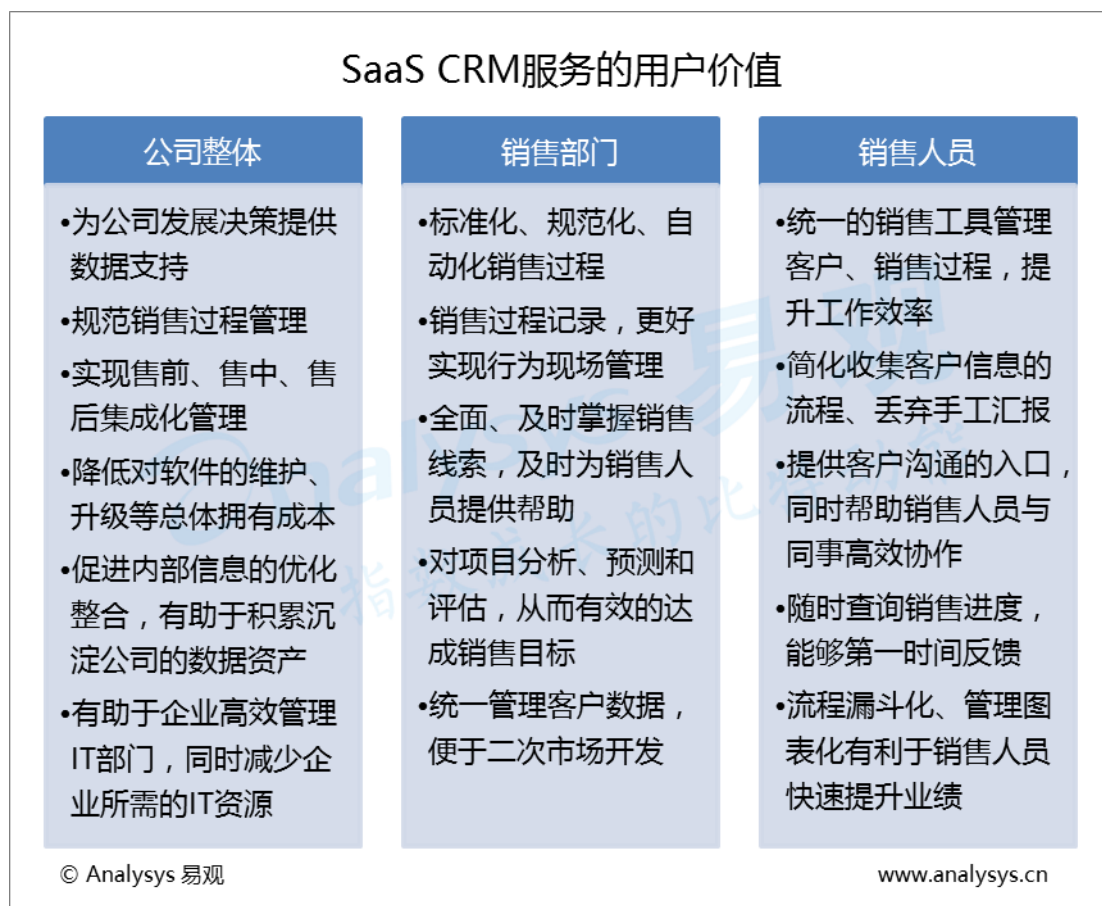 SaaS CRM服务的用户价值
公司整体
•为公司发展决策提供
数据支持
•规范销售过程管理
•实现售前、售中、售
后集成化管理
•降低对软件的维护、
升级等总体拥有成本
•促进内部信息的优化
整合，有助于积累沉
淀公司的数据资产
•有助于企业高效管理
IT部门，同时减少企
业所需的IT资源
销售部门
•标准化、规范化、自
动化销售过程
•销售过程记录，更好
实现行为现场管理
•全面、及时掌握销售
线索，及时为销售人
员提供帮助
•对项目分析、预测和
评估，从而有效的达
成销售目标
•统一管理客户数据，
便于二次市场开发
销售人员
•统一的销售工具管理
客户、销售过程，提
升工作效率
•简化收集客户信息的
流程、丢弃手工汇报
•提供客户沟通的入口，
同时帮助销售人员与
同事高效协作
•随时查询销售进度，
能够第一时间反馈
•流程漏斗化、管理图
表化有利于销售人员
快速提升业绩
Analysys 易观
指数成长的比特动能
© Analysys 易观
www.analysys.cn